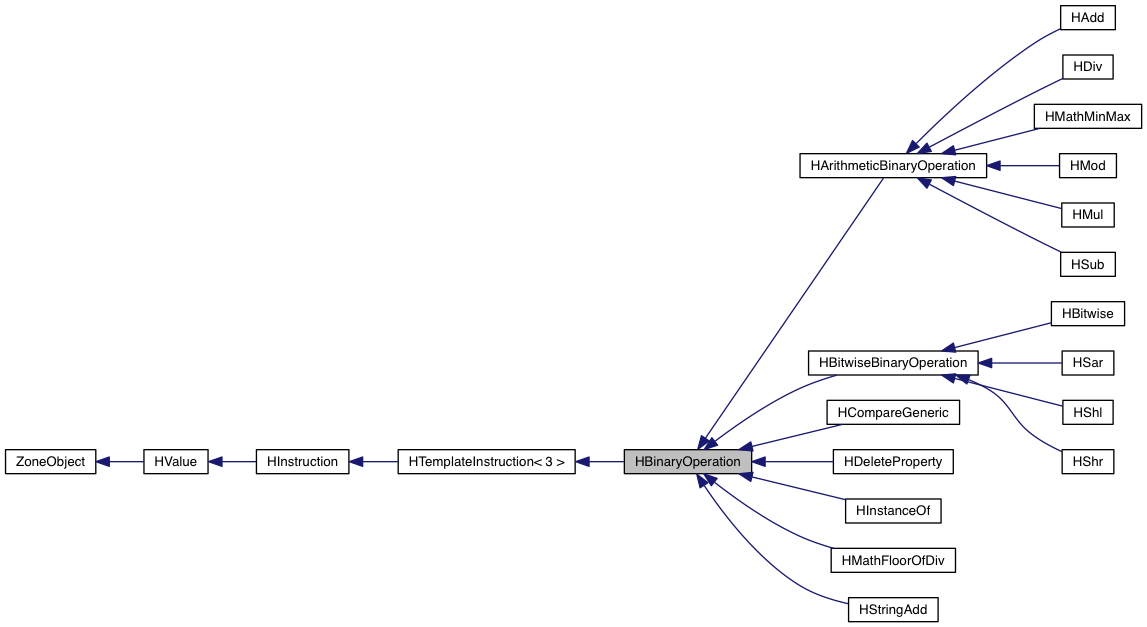 HAdd
HDiv
HMathMinMax
HArithmeticBinaryOperation
HMod
HMul
HSub
HBitwise
HBitwiseBinaryOperation
HSar
HCompareGeneric
HShl
ZoneObject
HValue
HInstruction
HTemplateInstruction< 3 >
HBinaryOperation
HDeleteProperty
HShr
HInstanceOf
HMathFloorOfDiv
HStringAdd